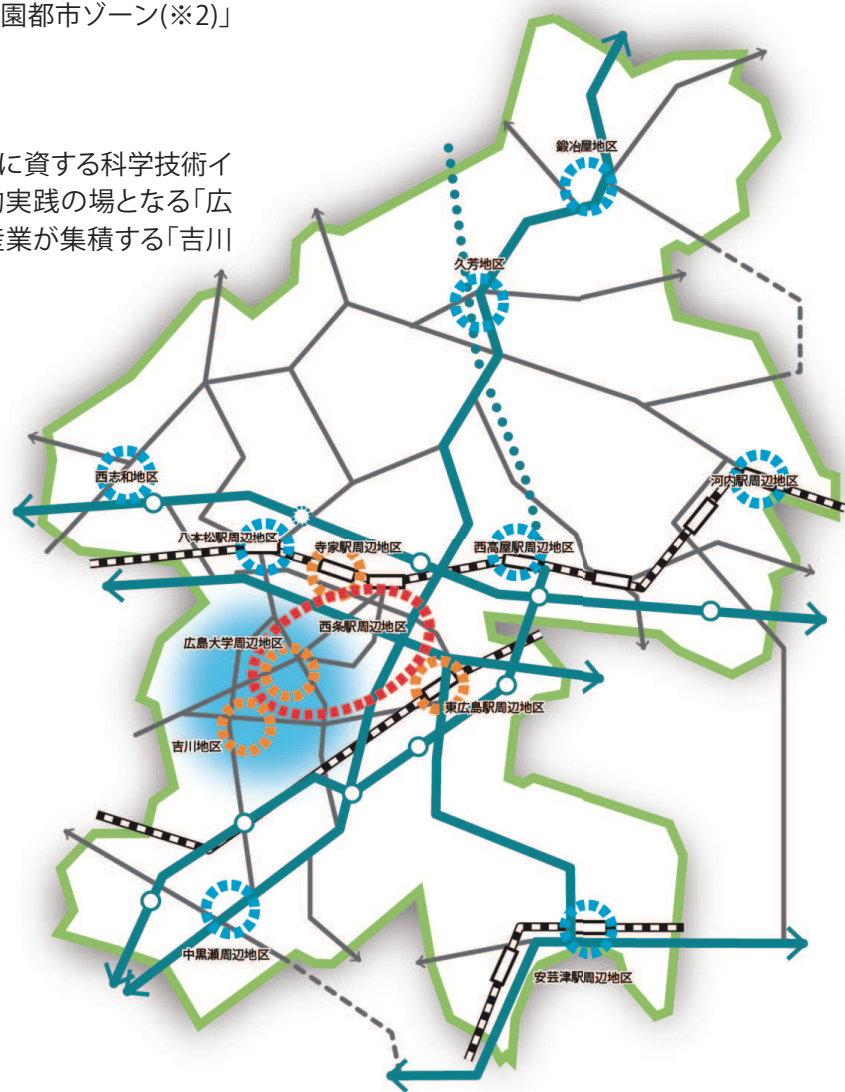 園都市ゾーン(※2)」
に資する科学技術イ
的実践の場となる「広
産業が集積する「吉川
鍛冶屋地区
久芳地区
西志和地区
河内駅周辺地区
八本松駅周辺地区
寺家駅周辺地区
西高屋駅周辺地区
西条駅周辺地区
広島大学周辺地区
東広島駅周辺地区
吉川地区
中黒瀬周辺地区
安芸津駅周辺地区